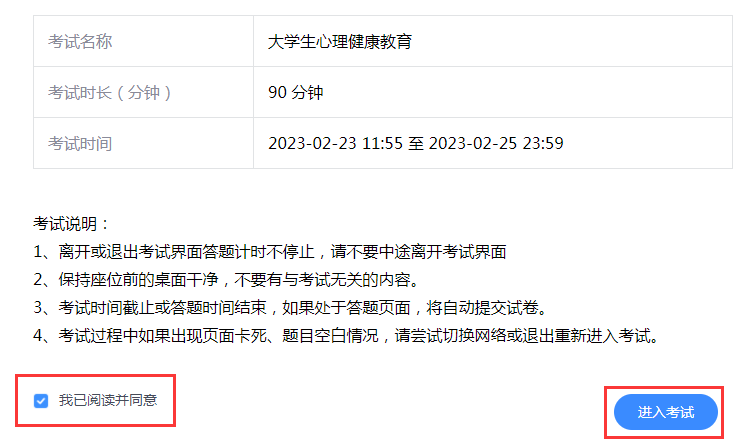 考试名称 大学生心理健康教育
考试时长（分钟） 90 分钟
考试时间 2023-02-23 11:55 至 2023-02-25 23:59
考试说明：
1、离开或退出考试界面答题计时不停止，请不要中途离开考试界面
2、保持座位前的桌面干净，不要有与考试无关的内容。
3、考试时间截止或答题时间结束，如果处于答题页面，将自动提交试卷。
4、考试过程中如果出现页面卡死、题目空白情况，请尝试切换网络或退出重新进入考试。
我已阅读并同意 进入考试